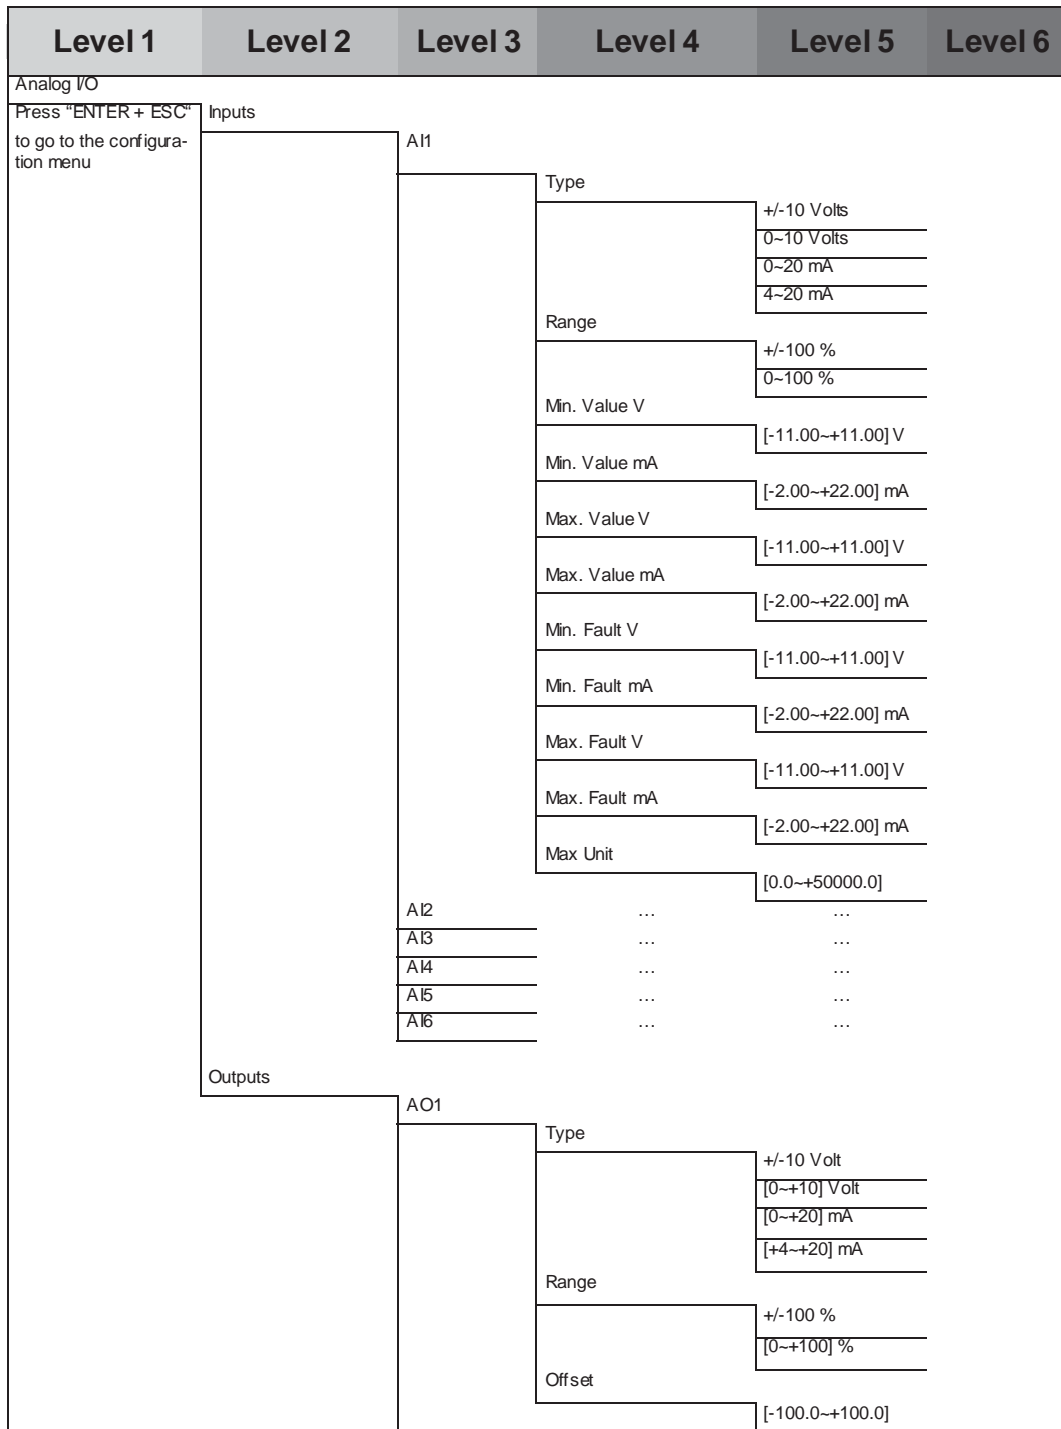 Level 1 Level 2 Level 3 Level 4 Level 5 Level 6
Analog I/O
Press “ENTER + ESC“ Inputs
to go to the configura- AI1
tion menu
Type
+/-10 Volts
0~10 Volts
0~20 mA
4~20 mA
Range
+/-100 %
0~100 %
Min. Value V
[-11.00~+11.00] V
Min. Value mA
[-2.00~+22.00] mA
Max. Value V
[-11.00~+11.00] V
Max. Value mA
[-2.00~+22.00] mA
Min. Fault V
[-11.00~+11.00] V
Min. Fault mA
[-2.00~+22.00] mA
Max. Fault V
[-11.00~+11.00] V
Max. Fault mA
[-2.00~+22.00] mA
Max Unit
[0.0~+50000.0]
AI2 … …
AI3 … …
AI4 … …
AI5 … …
AI6 … …
Outputs
AO1
Type
+/-10 Volt
[0~+10] Volt
[0~+20] mA
[+4~+20] mA
Range
+/-100 %
[0~+100] %
Offset
[-100.0~+100.0]